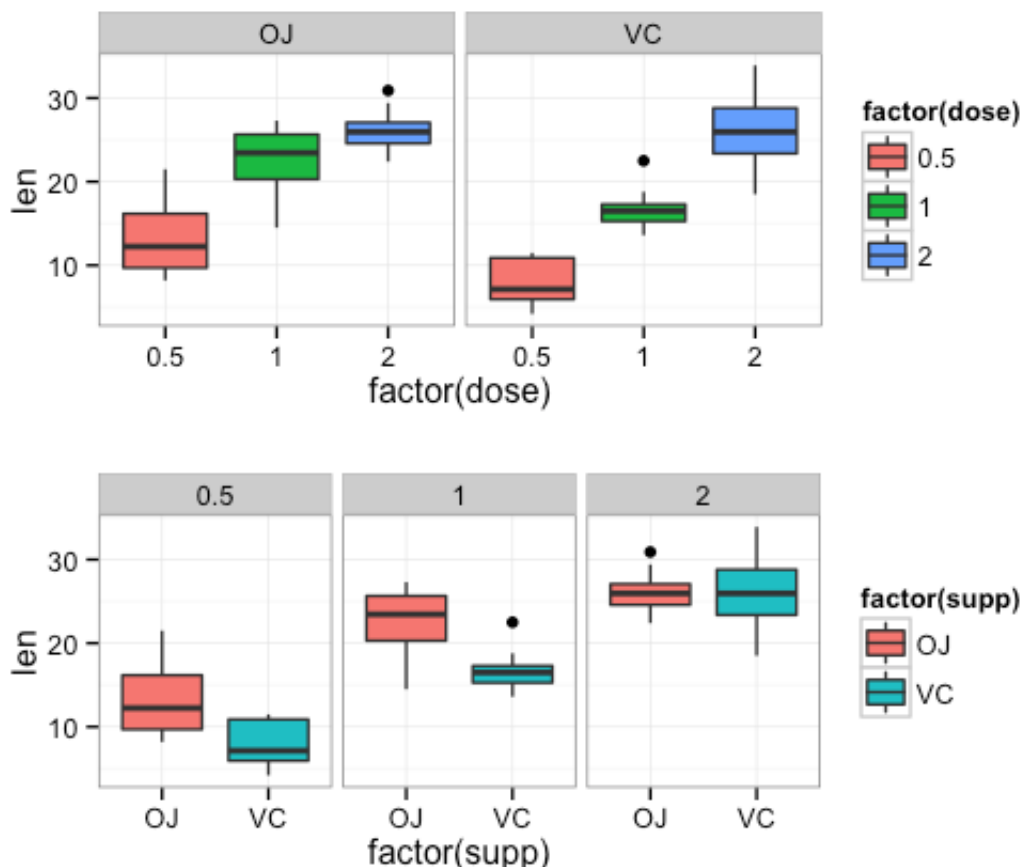 OJ VC
30
20
10
len
0.5 1 2 0.5 1 2
factor(dose)
factor(dose)
0.5
1
2
0.5 1 2
30
20
10
len
OJ VC OJ VC OJ VC
factor(supp)
factor(supp)
OJ
VC